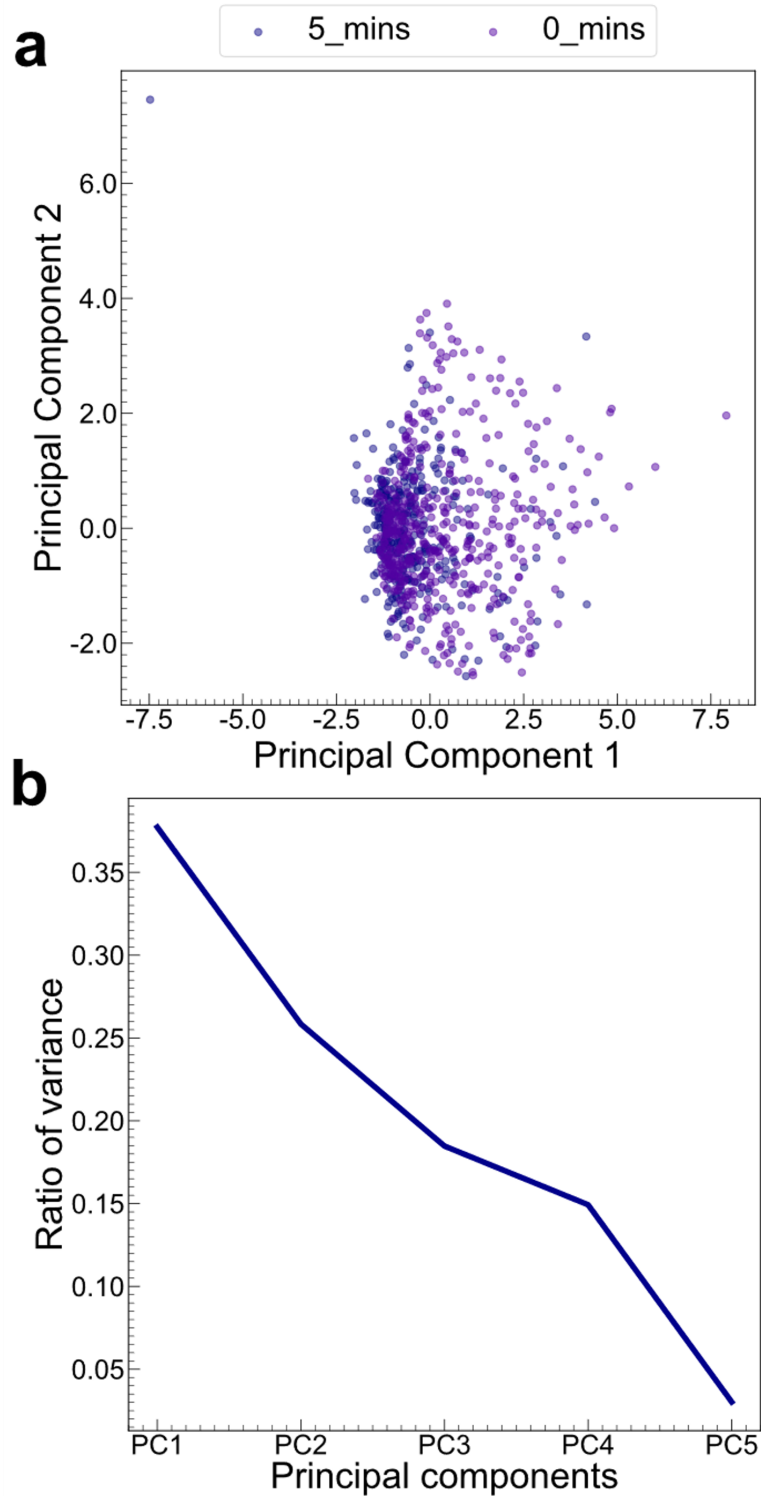 a
5_mins 0_mins
6.0
4.0
2.0
0.0
-2.0
Principal Component 2
-7.5 -5.0 -2.5 0.0 2.5 5.0 7.5
Principal Component 1
b
0.35
0.30
0.25
0.20
0.15
0.10
0.05
Ratio of variance
PC1 PC2 PC3 PC4 PC5
Principal components